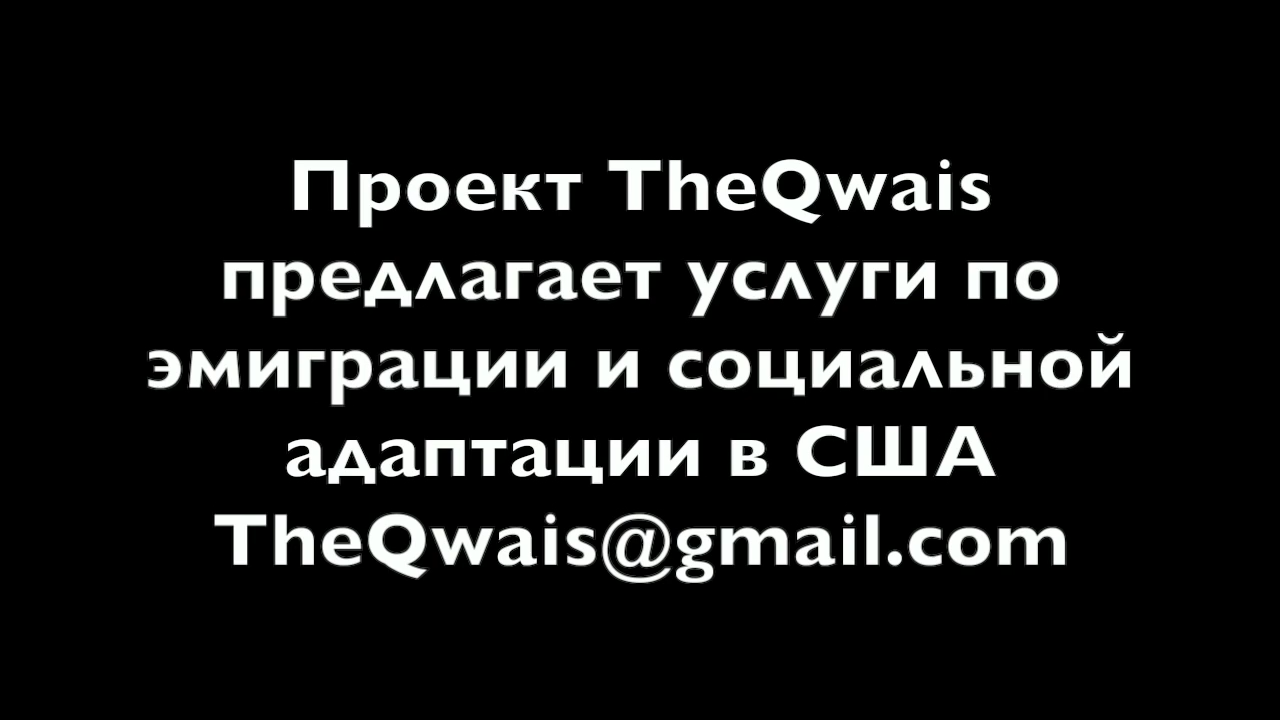 Проект TheQwais
предлагает услуги по
эмиграции и социальной
адаптации в США
TheQwais@gmail.com